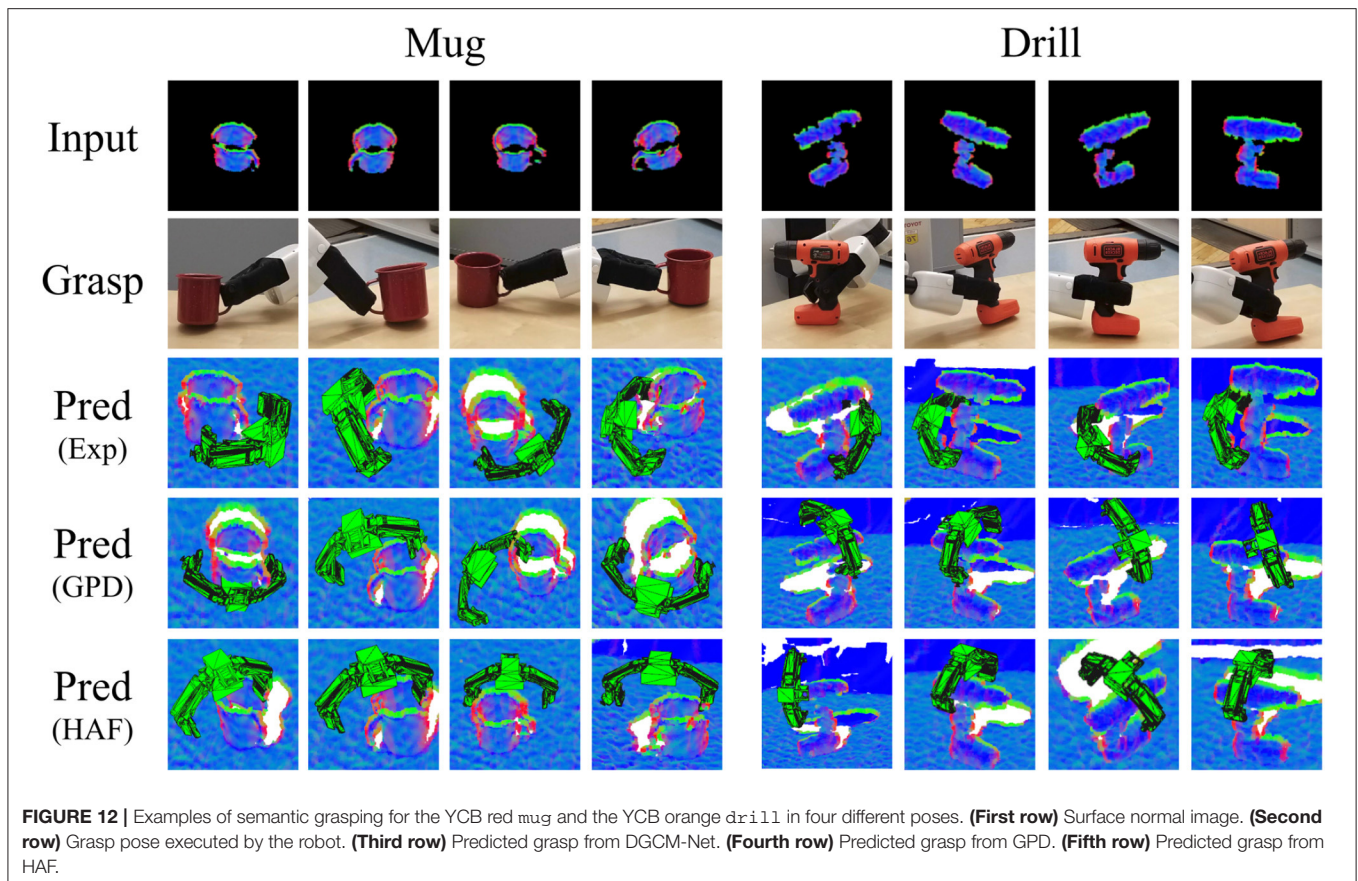 Mug
Drill
Input
Grasp
Pred
(Exp)
Pred
(GPD)
Pred
(HAF)
FIGURE 12 | Examples of semantic grasping for the YCB red mug and the YCB orange drill in four different poses. (First row) Surface normal image. (Second
row) Grasp pose executed by the robot. (Third row) Predicted grasp from DGCM-Net. (Fourth row) Predicted grasp from GPD. (Fifth row) Predicted grasp from
HAF.